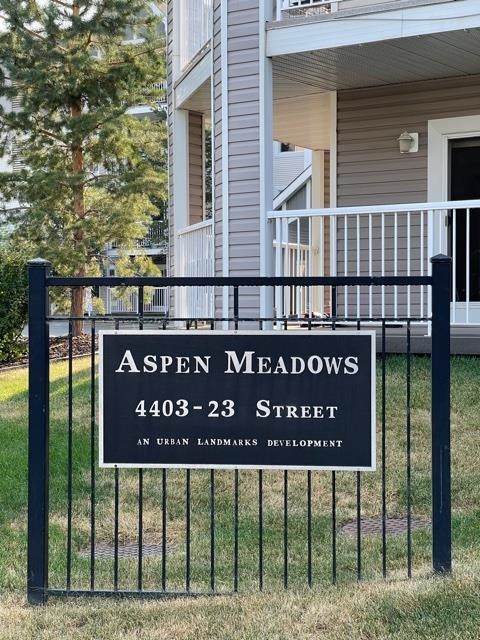 ASPEN MEADOWS
4403-23 STREET
AN URBAN LANDMARKS DEVELOPMENT